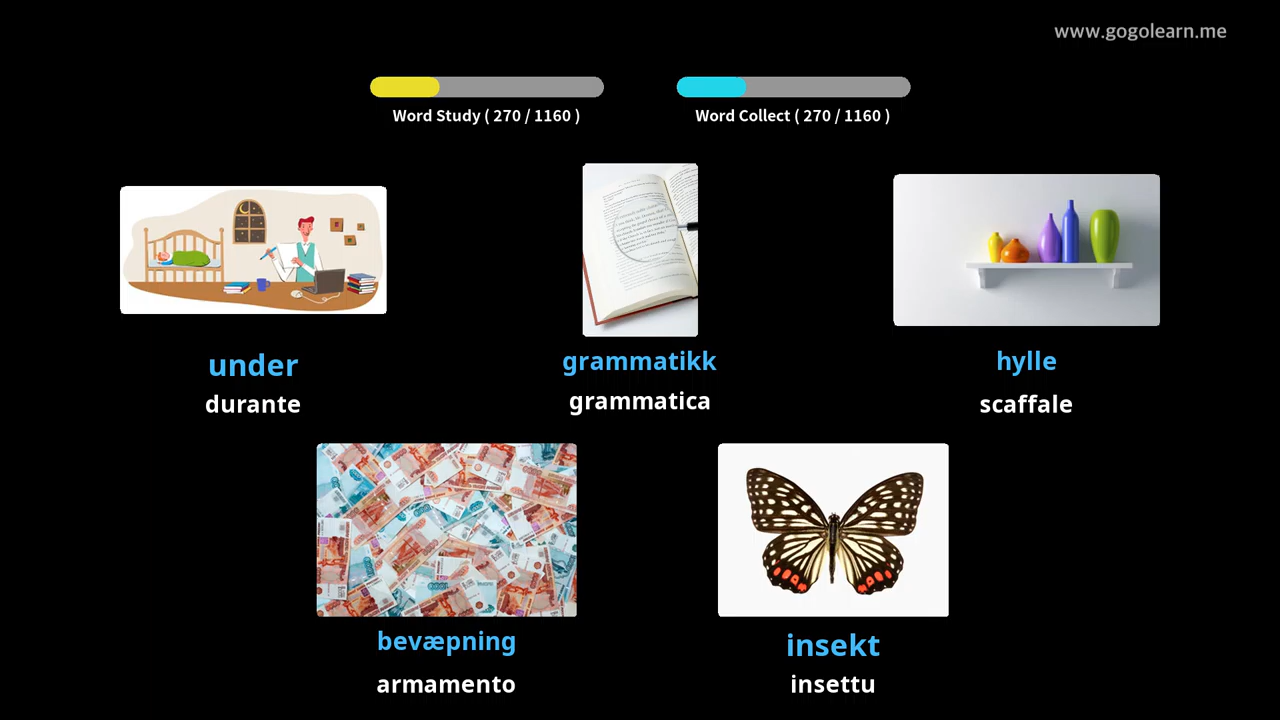 www.gogolearn.me
Word Study ( 270 / 1160 )
Word Collect ( 270 / 1160 )
under
durante
grammatikk
grammatica
hylle
scaffale
bevæpning
armamento
insekt
insettu